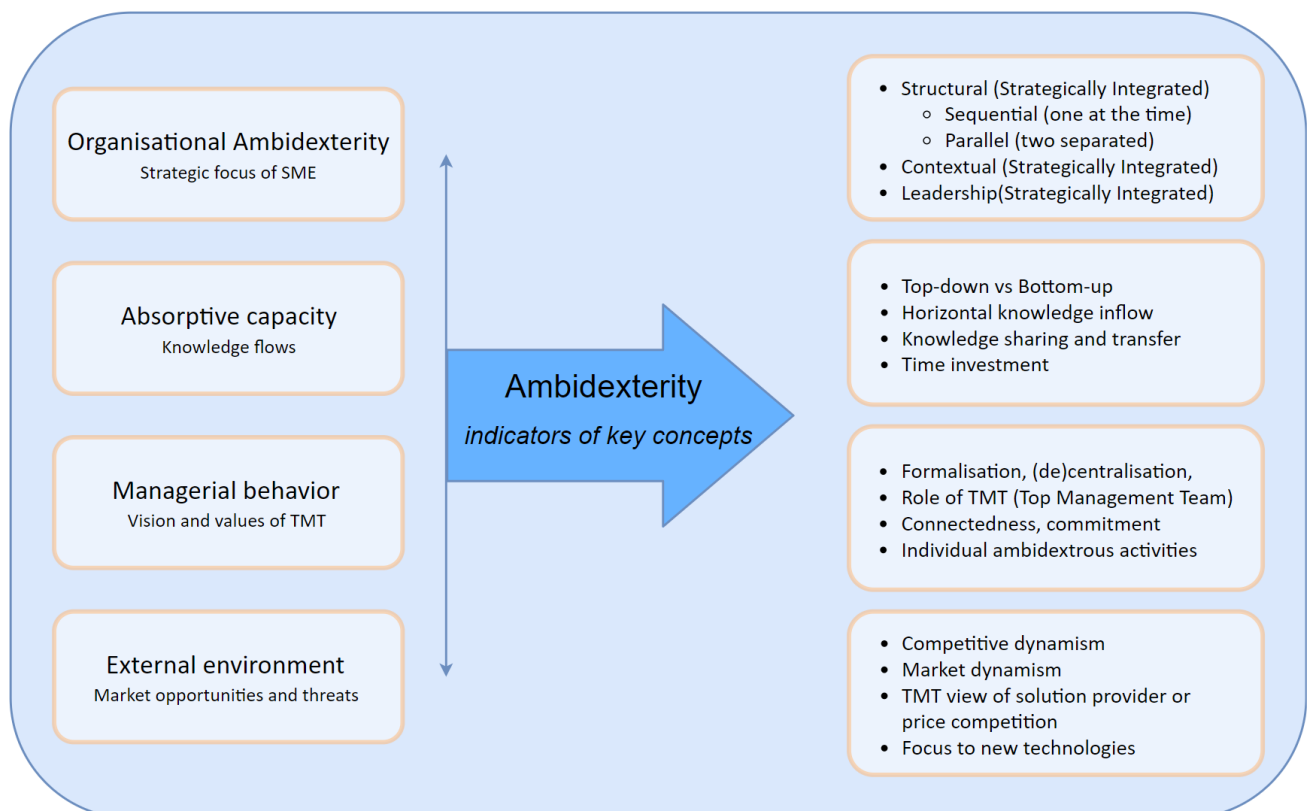 Organisational Ambidexterity
Strategic focus of SME
Absorptive capacity
Knowledge flows
Managerial behavior
Vision and values of TMT
External environment
Market opportunities and threats
Ambidexterity
indicators of key concepts
• Structural (Strategically Integrated)
○ Sequential (one at the time)
○ Parallel (two separated)
• Contextual (Strategically Integrated)
• Leadership(Strategically Integrated)
• Top-down vs Bottom-up
• Horizontal knowledge inflow
• Knowledge sharing and transfer
• Time investment
• Formalisation, (de)centralisation,
• Role of TMT (Top Management Team)
• Connectedness, commitment
• Individual ambidextrous activities
• Competitive dynamism
• Market dynamism
• TMT view of solution provider or
price competition
• Focus to new technologies